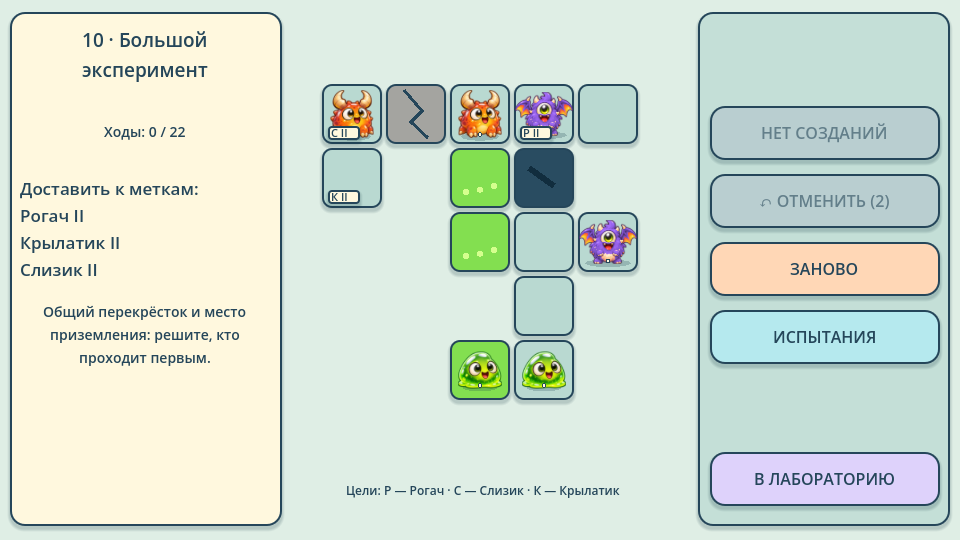 10 · Большой
эксперимент
Ходы: 0 / 22
Доставить к меткам:
Рогач II
Крылатик II
Слизик II
Общий перекрёсток и место
приземления: решите, кто
проходит первым.
С II
Р II
К II
Цели: Р — Рогач · С — Слизик · К — Крылатик
НЕТ СОЗДАНИЙ
⤺ ОТМЕНИТЬ (2)
ЗАНОВО
ИСПЫТАНИЯ
В ЛАБОРАТОРИЮ